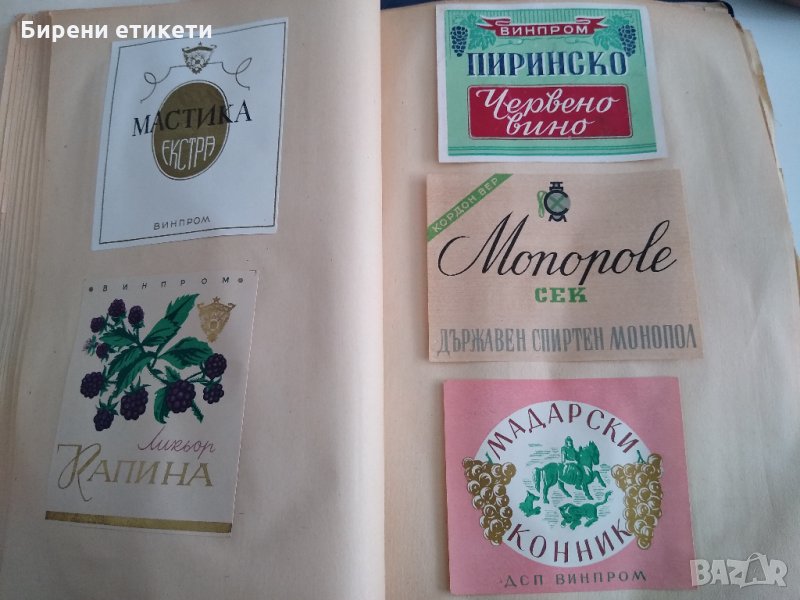 Бирени етикети
МАСТИКА
ЕКСТРА
ВИНПРОМ
ВИНПРОМ
Ликьор
КАПИНА
ВИНПРОМ
ПИРИНСКО
Червено
вино
КОРДОН ВЕР
Monopole
СЕК
ДЪРЖАВЕН СПИРТЕН МОНОПОЛ
МАДАРСКИ
КОННИК
ДСП ВИНПРОМ
BAZAR